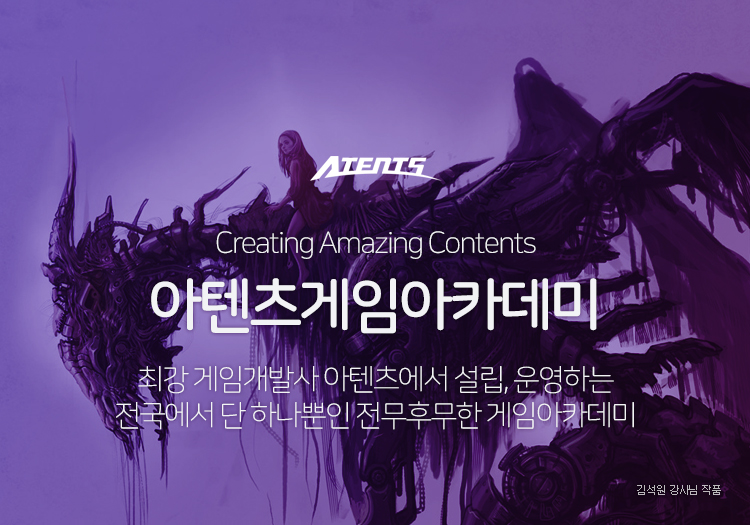 ATENTS
Creating Amazing Contents
아텐츠게임아카데미
최강 게임개발사 아텐츠에서 설립, 운영하는
전국에서 단 하나뿐인 전무후무한 게임아카데미
김석원 강사님 작품